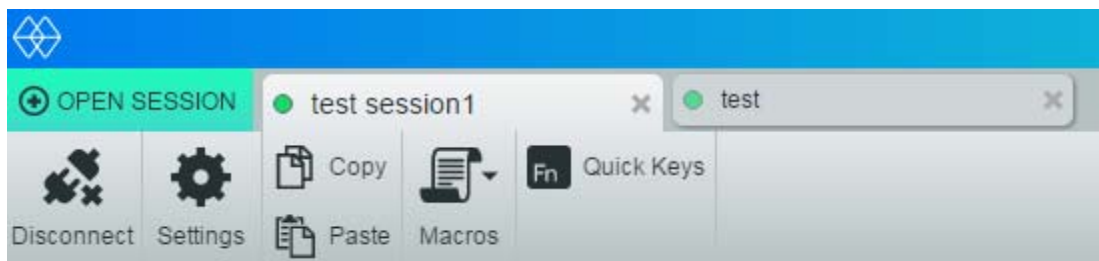 OPEN SESSION
test session1
test
Copy
Fn
Quick Keys
Disconnect
Settings
Paste
Macros